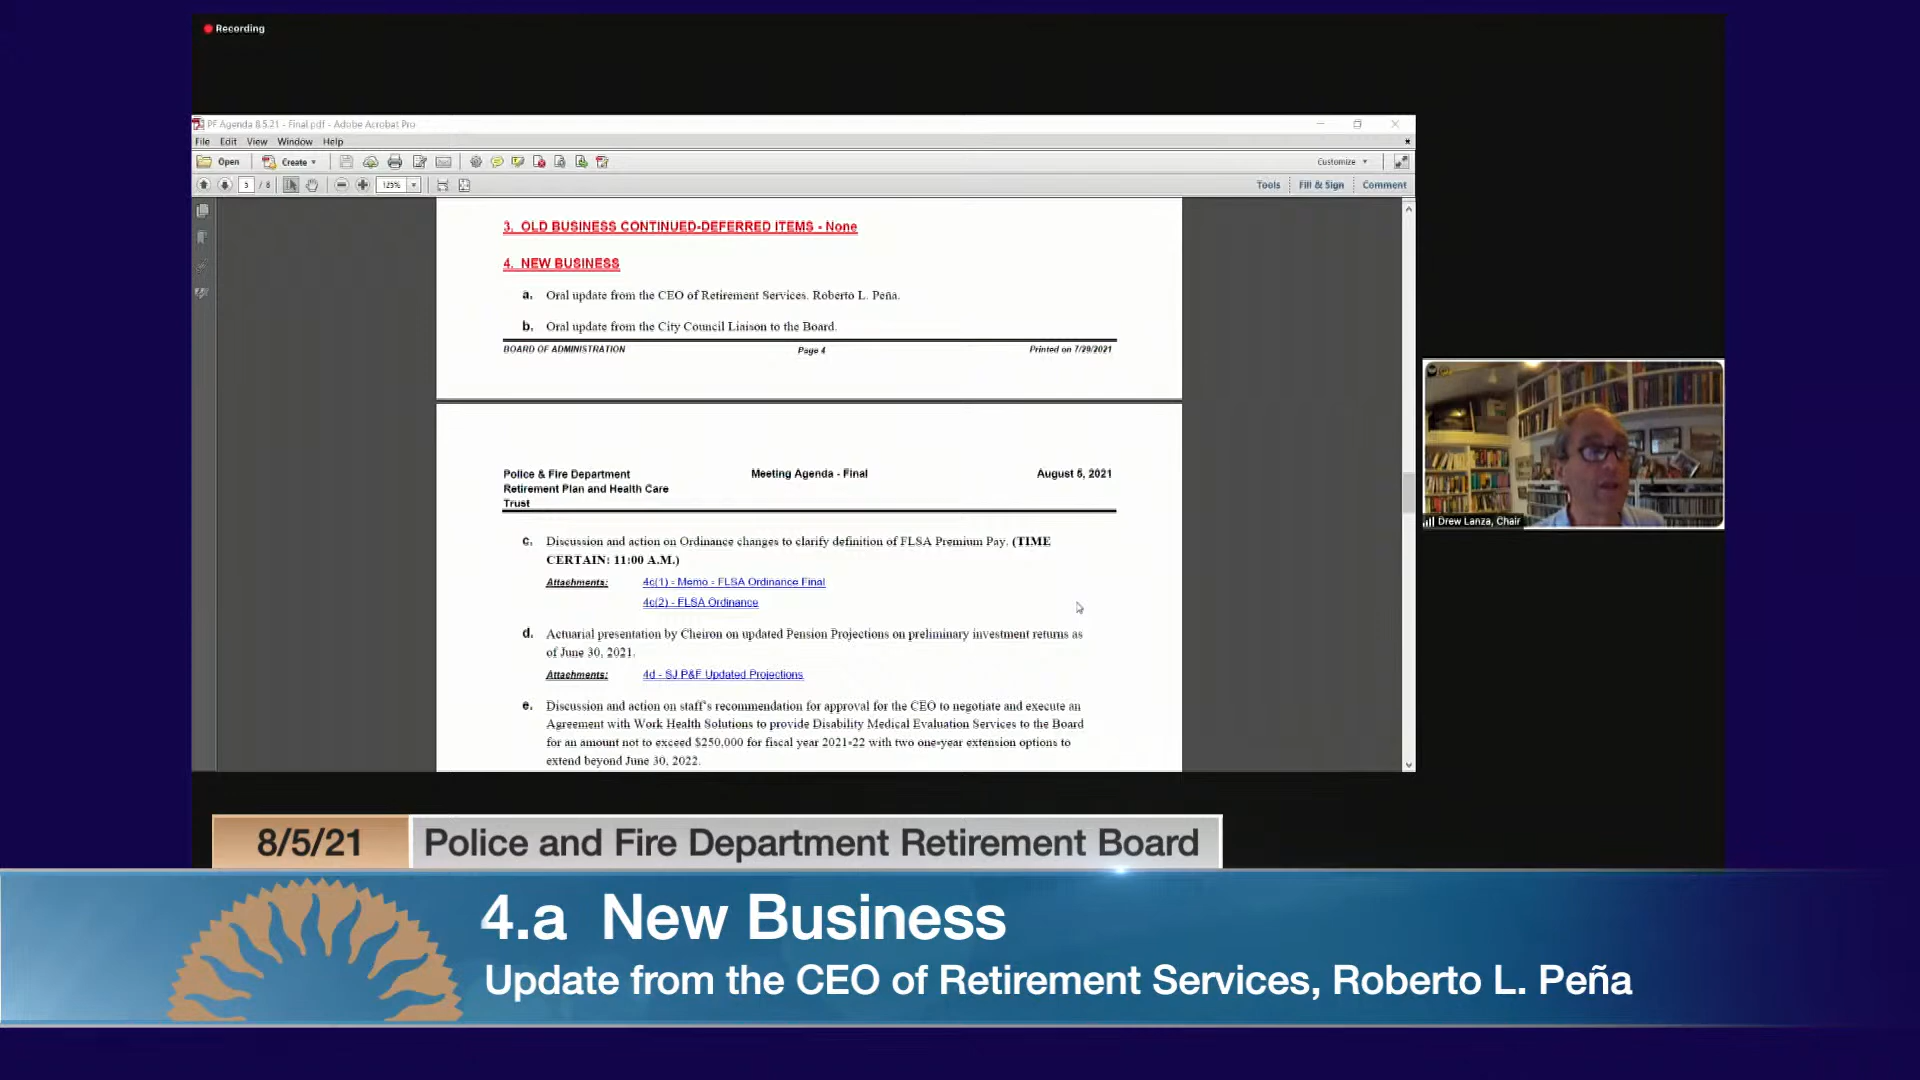 Recording
PF Agenda 8.5.21 - Final.pdf - Adobe Acrobat Pro
File Edit View Window Help
Open Create Customize
3 / 8 123% Tools Fill & Sign Comment
3. OLD BUSINESS CONTINUED-DEFERRED ITEMS - None
4. NEW BUSINESS
a. Oral update from the CEO of Retirement Services, Roberto L. Peña.
b. Oral update from the City Council Liaison to the Board.
BOARD OF ADMINISTRATION Page 4 Printed on 7/29/2021
Police & Fire Department Meeting Agenda - Final August 5, 2021
Retirement Plan and Health Care
Trust
c. Discussion and action on Ordinance changes to clarify definition of FLSA Premium Pay. (TIME
CERTAIN: 11:00 A.M.)
Attachments: 4c(1) - Memo - FLSA Ordinance Final
4c(2) - FLSA Ordinance
d. Actuarial presentation by Cheiron on updated Pension Projections on preliminary investment returns as
of June 30, 2021.
Attachments: 4d - SJ P&F Updated Projections
e. Discussion and action on staff's recommendation for approval for the CEO to negotiate and execute an
Agreement with Work Health Solutions to provide Disability Medical Evaluation Services to the Board
for an amount not to exceed $250,000 for fiscal year 2021-22 with two one-year extension options to
extend beyond June 30, 2022.
Drew Lanza, Chair
8/5/21 Police and Fire Department Retirement Board
4.a New Business
Update from the CEO of Retirement Services, Roberto L. Peña